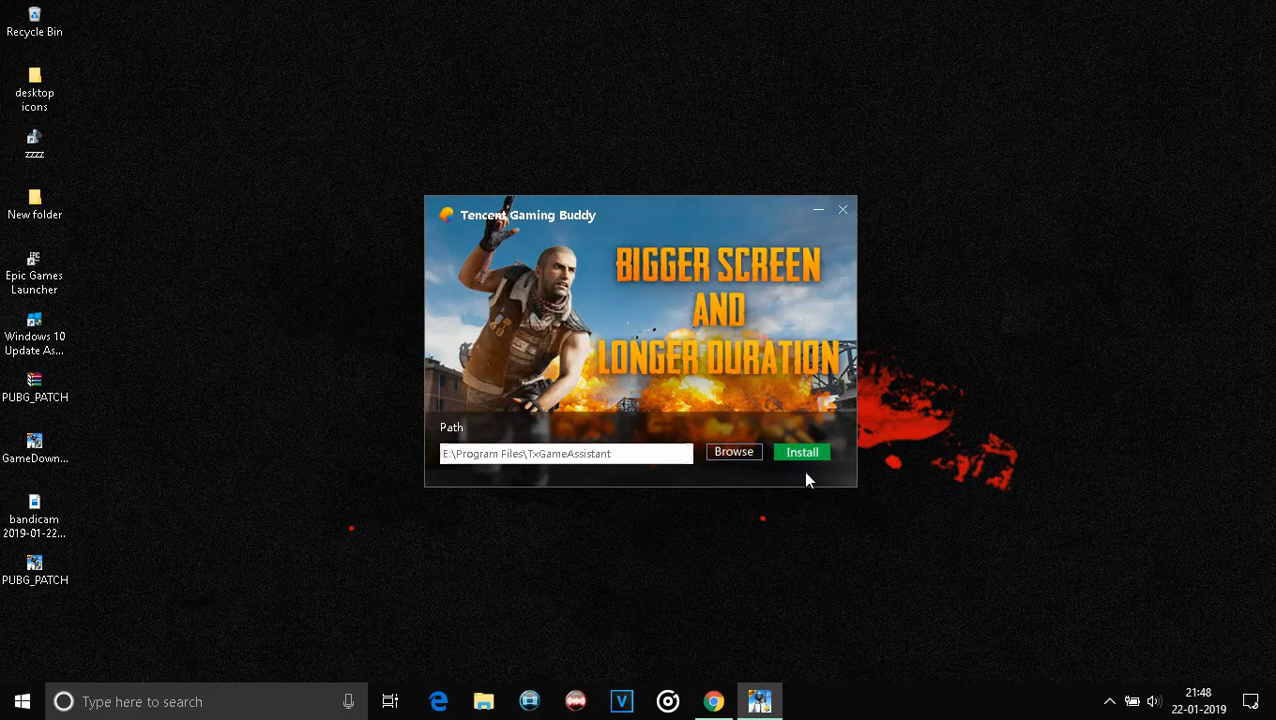 Recycle Bin
desktop
icons
zzzz
New folder
Epic Games
Launcher
Windows 10
Update As...
PUBG_PATCH
GameDown...
bandicam
2019-01-22...
PUBG_PATCH
Tencent Gaming Buddy
BIGGER SCREEN
AND
LONGER DURATION
Path
E:\Program Files\TxGameAssistant
Browse
Install
Type here to search
21:48
22-01-2019